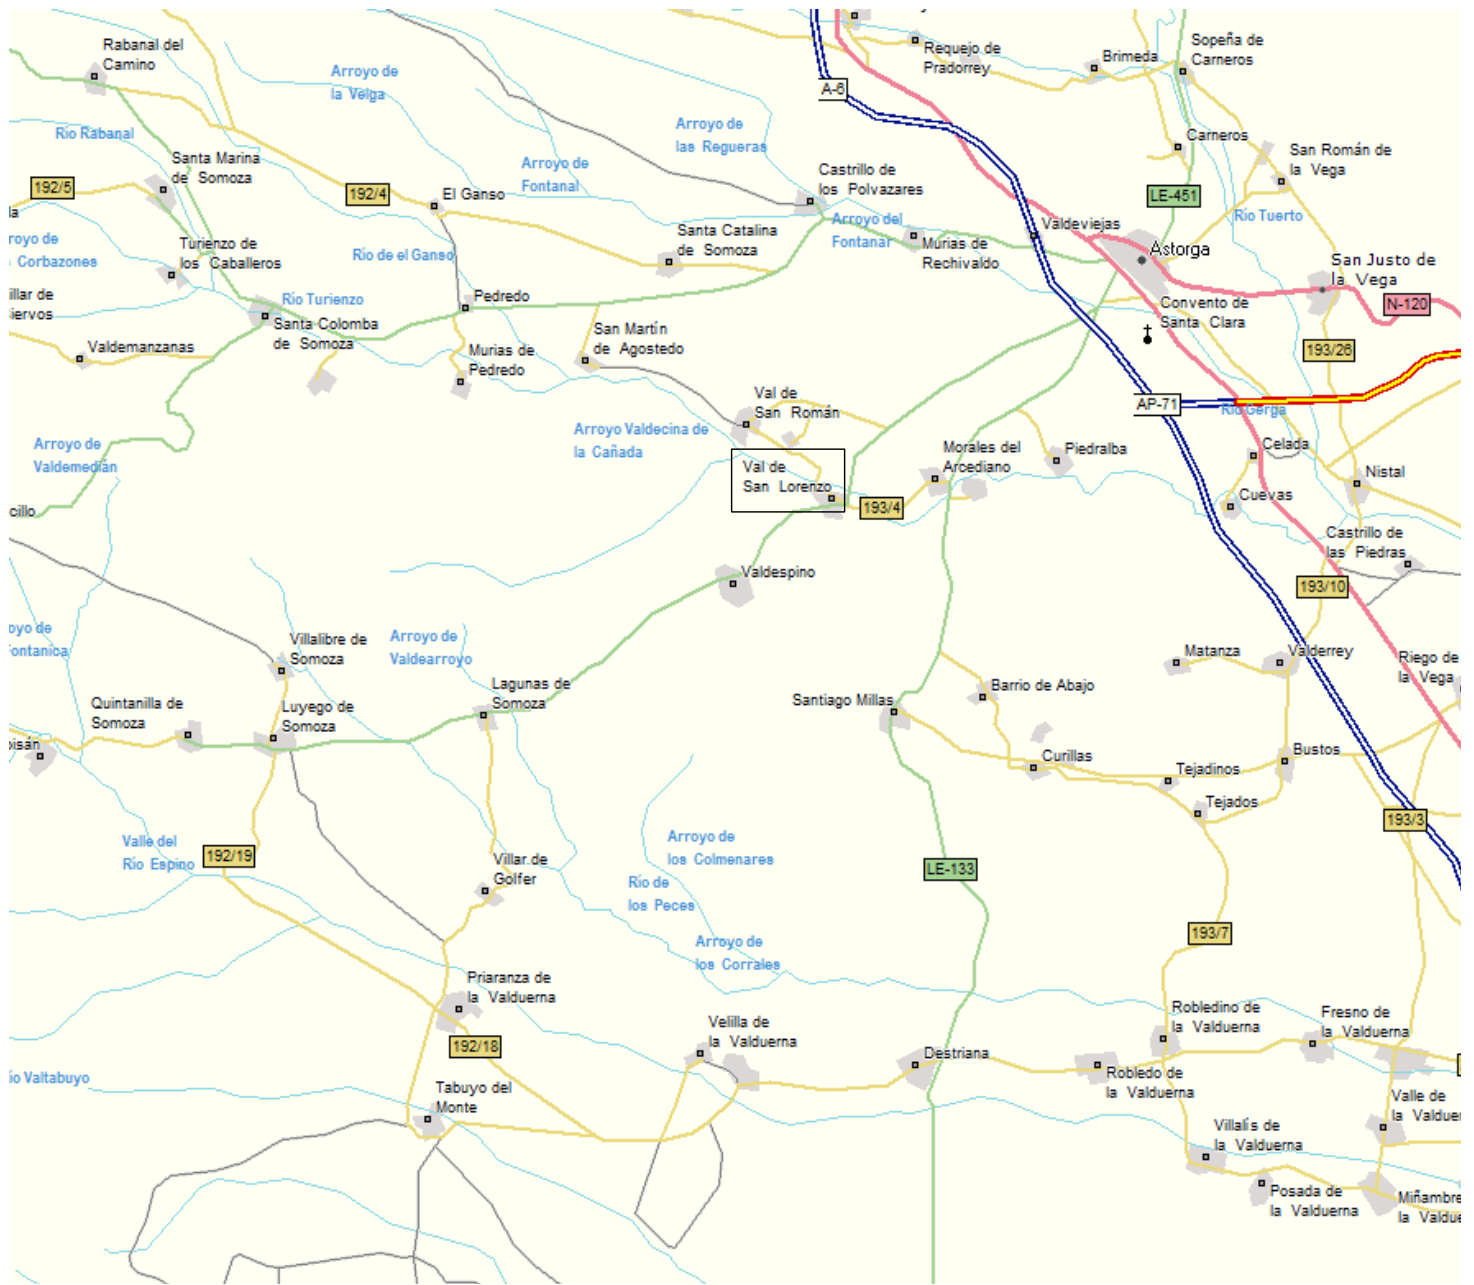 Rabanal del
Camino
Arroyo de
la Velga
Requejo de
Pradorrey
Brimeda
Sopeña de
Carneros
A-6
Río Rabanal
Arroyo de
las Regueras
Carneros
San Román de
la Vega
Santa Marina
de Somoza
192/5
192/4
El Ganso
Arroyo de
Fontanal
Castrillo de
los Polvazares
LE-451
Río Tuerto
Turienzo de
los Caballeros
Río de el Ganso
Santa Catalina
de Somoza
Arroyo del
Fontanar
Murias de
Rechivaldo
Valdeviejas
Astorga
San Justo de
la Vega
N-120
Corbazones
Río Turienzo
Pedredo
Convento de
Santa Clara
Santa Colomba
de Somoza
San Martín
de Agostedo
193/26
Valdemanzanas
Murias de
Pedredo
Val de
San Román
AP-71
Río Gerga
Arroyo de
Valdemedián
Arroyo Valdecina de
la Cañada
Morales del
Arcediano
Piedralba
Celada
Nistal
Val de
San Lorenzo
193/4
Cuevas
cillo
Castrillo de
las Piedras
Valdespino
193/10
Villalibre de
Somoza
Arroyo de
Valdearroyo
Matanza
Valderrey
Riego de
la Vega
Quintanilla de
Somoza
Luyego de
Somoza
Lagunas de
Somoza
Santiago Millas
Barrio de Abajo
Curillas
Tejadinos
Bustos
Tejados
193/3
Valle del
Río Espino
192/19
Villar de
Golfer
Arroyo de
los Colmenares
LE-133
Río de
los Peces
193/7
Arroyo de
los Corrales
Priaranza de
la Valduerna
192/18
Velilla de
la Valduerna
Destriana
Robledino de
la Valduerna
Fresno de
la Valduerna
Robledo de
la Valduerna
ío Valtabuyo
Tabuyo del
Monte
Valle de
la Valduer
Villalís de
la Valduerna
Posada de
la Valduerna
Miñambre
la Value